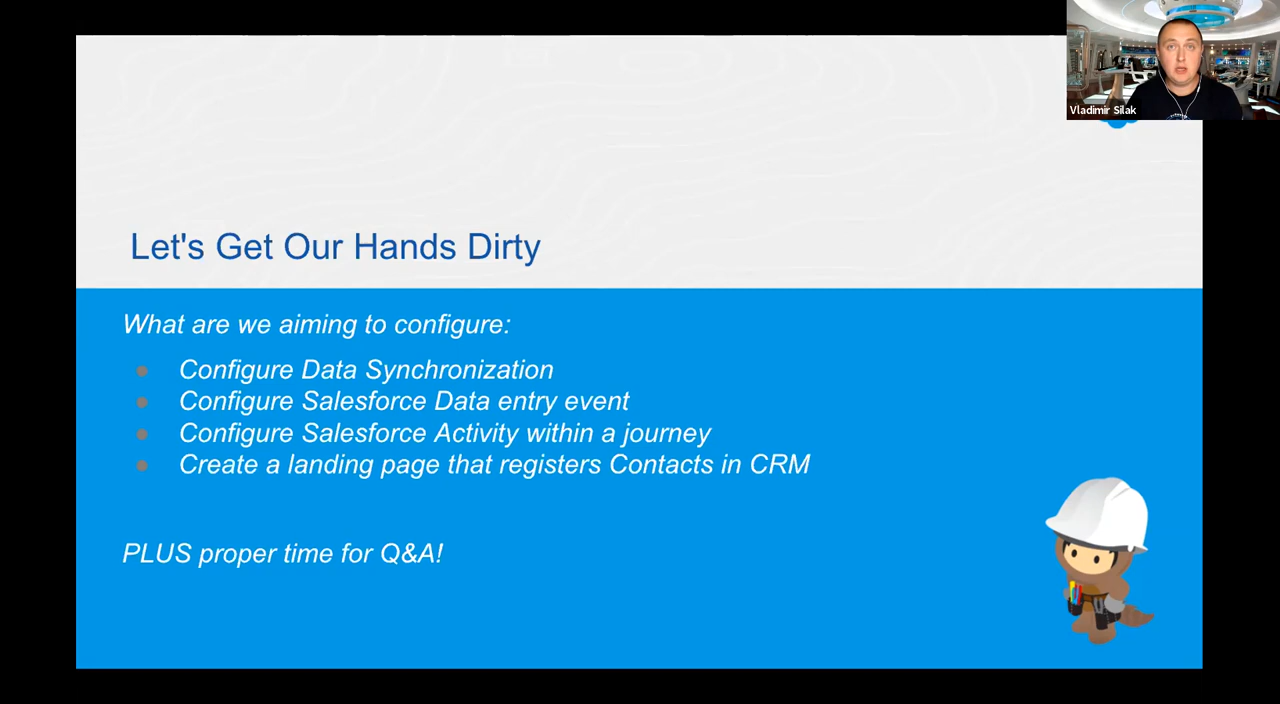 Vladimir Silak
Let's Get Our Hands Dirty
What are we aiming to configure:
Configure Data Synchronization
Configure Salesforce Data entry event
Configure Salesforce Activity within a journey
Create a landing page that registers Contacts in CRM
PLUS proper time for Q&A!